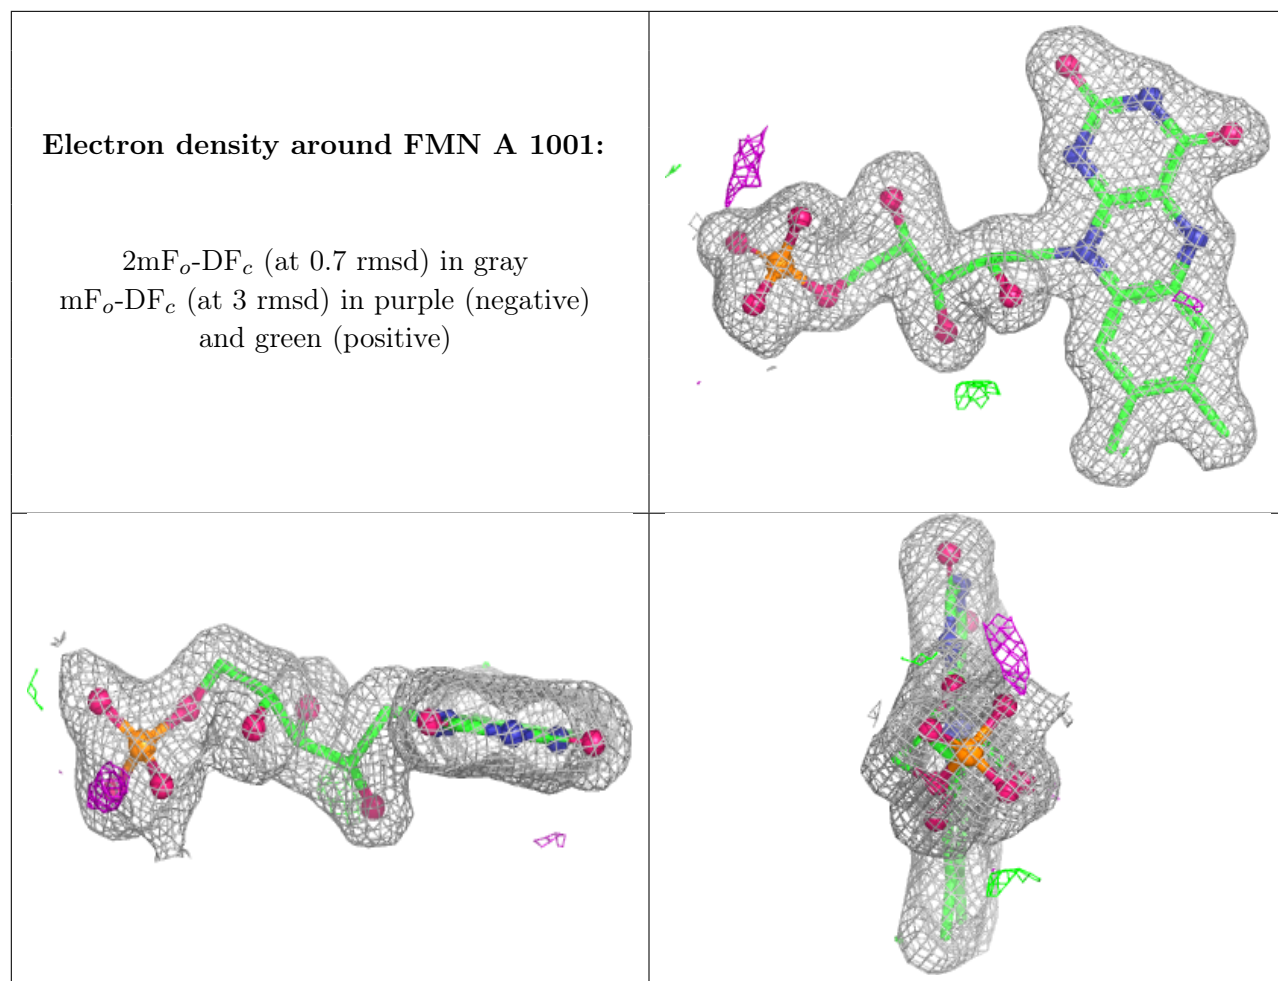 Electron density around FMN A 1001:
2mFₒ-DF𝒸 (at 0.7 rmsd) in gray
mFₒ-DF𝒸 (at 3 rmsd) in purple (negative)
and green (positive)